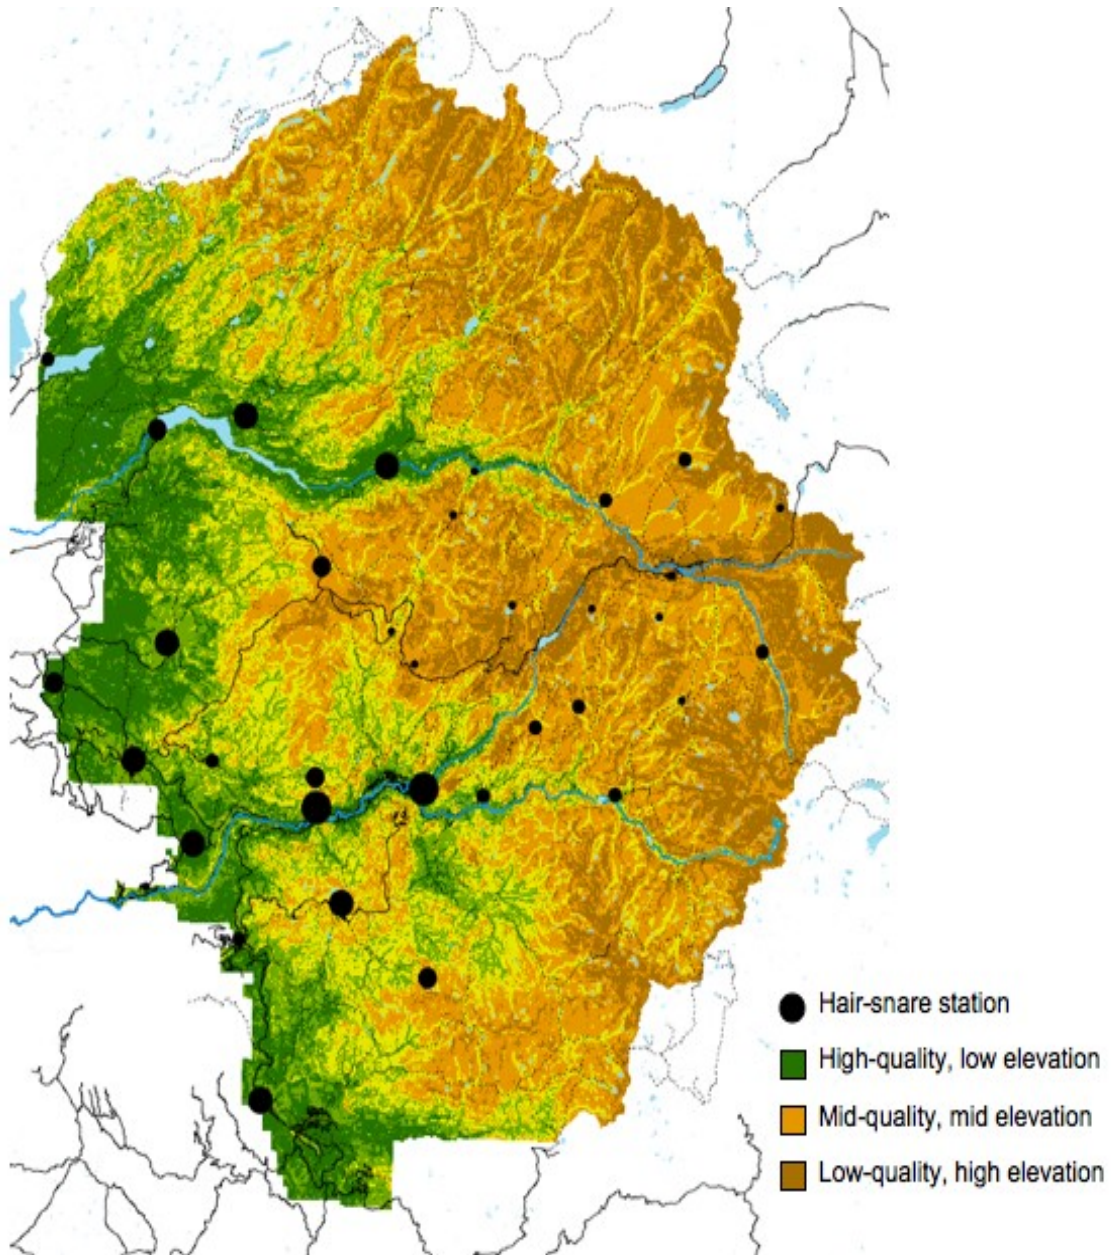 Hair-snare station
High-quality, low elevation
Mid-quality, mid elevation
Low-quality, high elevation